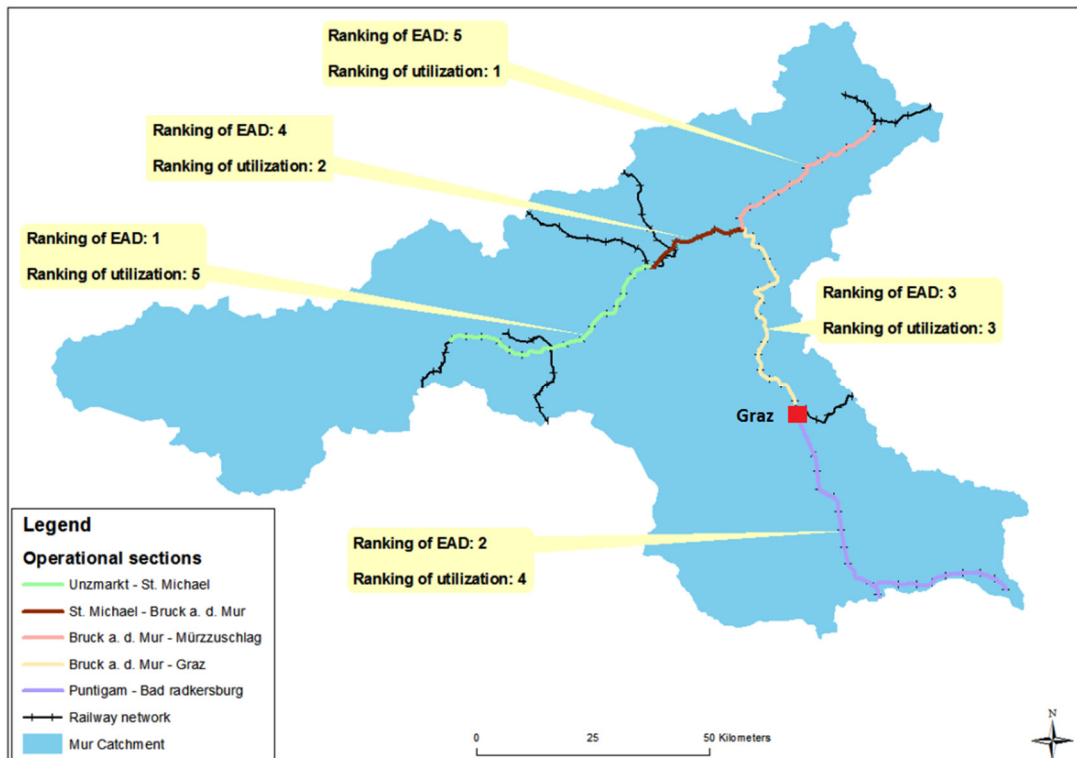 Ranking of EAD: 5
Ranking of utilization: 1
Ranking of EAD: 4
Ranking of utilization: 2
Ranking of EAD: 1
Ranking of utilization: 5
Ranking of EAD: 3
Ranking of utilization: 3
Graz
Ranking of EAD: 2
Ranking of utilization: 4
Legend
Operational sections
Unzmarkt - St. Michael
St. Michael - Bruck a. d. Mur
Bruck a. d. Mur - Mürzzuschlag
Bruck a. d. Mur - Graz
Puntigam - Bad radkersburg
Railway network
Mur Catchment
0 25 50 Kilometers
N